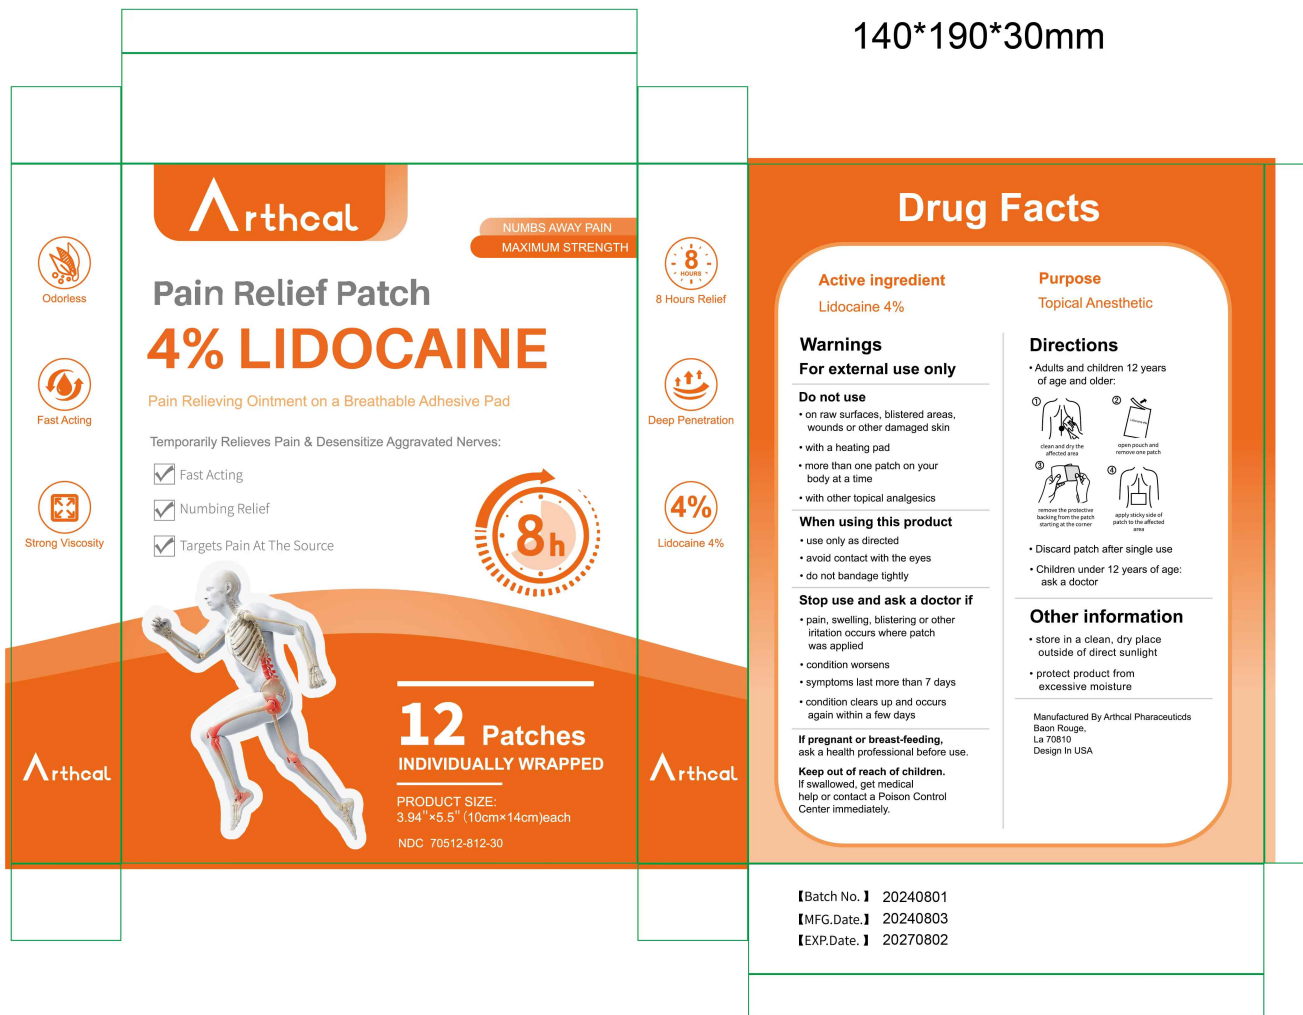 140*190*30mm
Arthcal
NUMBS AWAY PAIN
MAXIMUM STRENGTH
Pain Relief Patch
4% LIDOCAINE
Pain Relieving Ointment on a Breathable Adhesive Pad
Temporarily Relieves Pain & Desensitize Aggravated Nerves:
Fast Acting
Numbing Relief
Targets Pain At The Source
8h
12 Patches
INDIVIDUALLY WRAPPED
PRODUCT SIZE:
3.94"×5.5" (10cm×14cm)each
NDC 70512-812-30
Odorless
Fast Acting
Strong Viscosity
Arthcal
8
HOURS
8 Hours Relief
Deep Penetration
4%
Lidocaine 4%
Arthcal
Drug Facts
Active ingredient
Lidocaine 4%
Purpose
Topical Anesthetic
Warnings
For external use only
Do not use
• on raw surfaces, blistered areas,
wounds or other damaged skin
• with a heating pad
• more than one patch on your
body at a time
• with other topical analgesics
When using this product
• use only as directed
• avoid contact with the eyes
• do not bandage tightly
Stop use and ask a doctor if
• pain, swelling, blistering or other
iritation occurs where patch
was applied
• condition worsens
• symptoms last more than 7 days
• condition clears up and occurs
again within a few days
If pregnant or breast-feeding,
ask a health professional before use.
Keep out of reach of children.
If swallowed, get medical
help or contact a Poison Control
Center immediately.
Directions
• Adults and children 12 years
of age and older:
①
clean and dry the
affected area
②
open pouch and
remove one patch
③
remove the protective
backing from the patch
starting at the corner
④
apply sticky side of
patch to the affected
area
• Discard patch after single use
• Children under 12 years of age:
ask a doctor
Other information
• store in a clean, dry place
outside of direct sunlight
• protect product from
excessive moisture
Manufactured By Arthcal Pharaceuticds
Baon Rouge,
La 70810
Design In USA
【Batch No. 】 20240801
【MFG.Date.】 20240803
【EXP.Date. 】 20270802